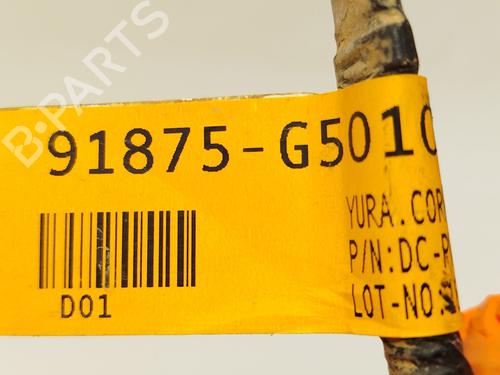 B-PARTS
91875-G501
D01
YURA.COR
P/N:DC-P
LOT-NO.